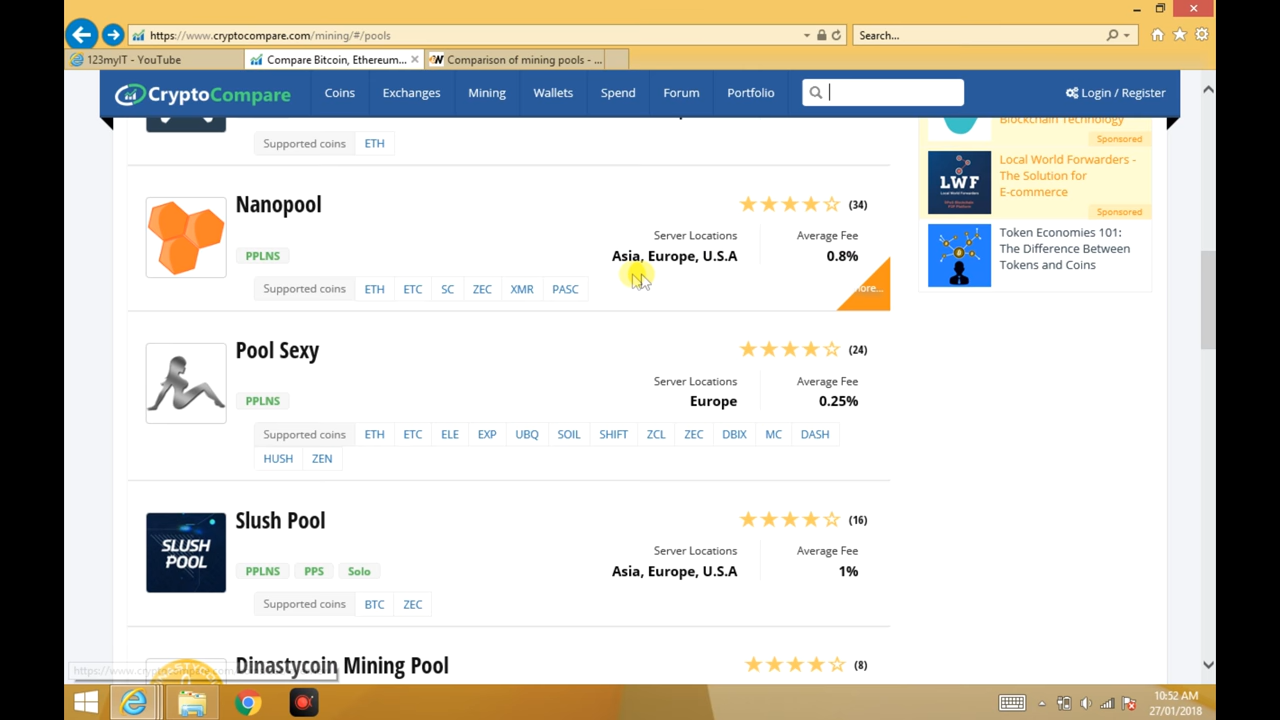 https://www.cryptocompare.com/mining/#/pools
Search...
123myIT - YouTube
Compare Bitcoin, Ethereum...
Comparison of mining pools - ...
CryptoCompare
Coins
Exchanges
Mining
Wallets
Spend
Forum
Portfolio
Login / Register
Supported coins ETH
Blockchain Technology
Sponsored
Local World Forwarders -
The Solution for
E-commerce
LWF
Sponsored
Token Economies 101:
The Difference Between
Tokens and Coins
Nanopool
(34)
Server Locations Average Fee
PPLNS Asia, Europe, U.S.A 0.8%
Supported coins ETH ETC SC ZEC XMR PASC
Pool Sexy
(24)
Server Locations Average Fee
PPLNS Europe 0.25%
Supported coins ETH ETC ELE EXP UBQ SOIL SHIFT ZCL ZEC DBIX MC DASH
HUSH ZEN
Slush Pool
(16)
SLUSH
POOL
Server Locations Average Fee
PPLNS PPS Solo Asia, Europe, U.S.A 1%
Supported coins BTC ZEC
Dinastycoin Mining Pool
(8)
10:52 AM
27/01/2018